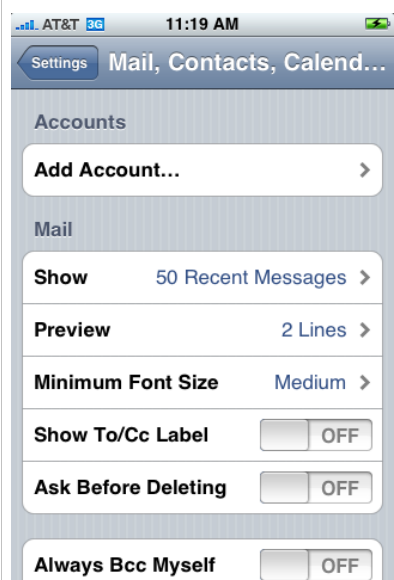 AT&T 3G 11:19 AM
Settings Mail, Contacts, Calend...
Accounts
Add Account...
Mail
Show 50 Recent Messages
Preview 2 Lines
Minimum Font Size Medium
Show To/Cc Label OFF
Ask Before Deleting OFF
Always Bcc Myself OFF